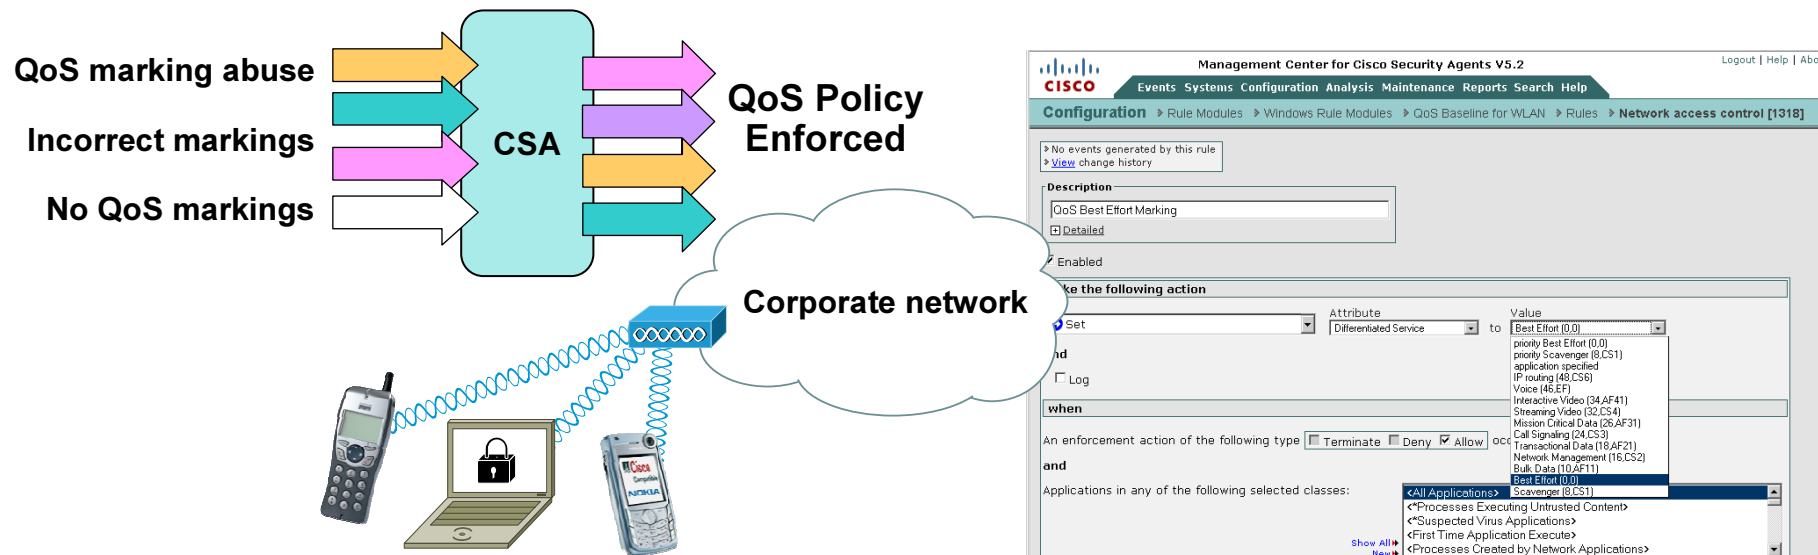 QoS marking abuse
Incorrect markings
No QoS markings
CSA
QoS Policy
Enforced
Corporate network
Cisco
Compatible
NOKIA
CISCO
Management Center for Cisco Security Agents V5.2
Logout | Help | Abo
Events Systems Configuration Analysis Maintenance Reports Search Help
Configuration > Rule Modules > Windows Rule Modules > QoS Baseline for WLAN > Rules > Network access control [1318]
> No events generated by this rule
> View change history
Description
QoS Best Effort Marking
Detailed
Enabled
ke the following action
Set
Attribute
Differentiated Service
to
Value
Best Effort (0,0)
priority Best Effort (0,0)
priority Scavenger (8,CS1)
application specified
IP routing (48,CS6)
Voice (46,EF)
Interactive Video (34,AF41)
Streaming Video (32,CS4)
Mission Critical Data (26,AF31)
Call Signaling (24,CS3)
Transactional Data (18,AF21)
Network Management (16,CS2)
Bulk Data (10,AF11)
Best Effort (0,0)
Scavenger (8,CS1)
nd
Log
when
An enforcement action of the following type Terminate Deny Allow occ
and
Applications in any of the following selected classes:
<All Applications>
<*Processes Executing Untrusted Content>
<*Suspected Virus Applications>
<First Time Application Execute>
<Processes Created by Network Applications>
Show All
New